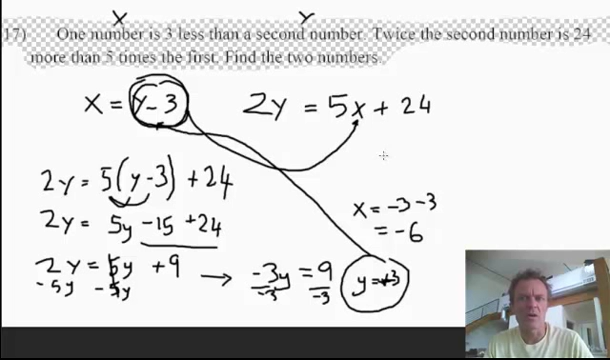 X Y
17) One number is 3 less than a second number. Twice the second number is 24
more than 5 times the first. Find the two numbers.
x = y-3 2y = 5x + 24
2y = 5(y-3) + 24
2y = 5y -15 +24
x = -3-3
= -6
2y = 5y +9 → -3y = 9 y=-3
-5y -5y -3 -3